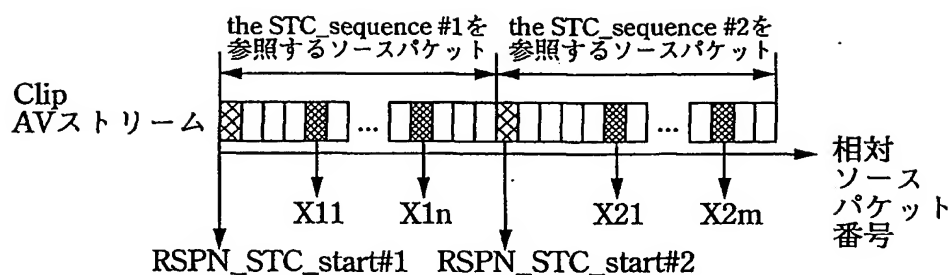 the STC_sequence #1を
参照するソースパケット
the STC_sequence #2を
参照するソースパケット
Clip
AVストリーム
...
...
相対
ソース
パケット
番号
X11
X1n
X21
X2m
RSPN_STC_start#1
RSPN_STC_start#2